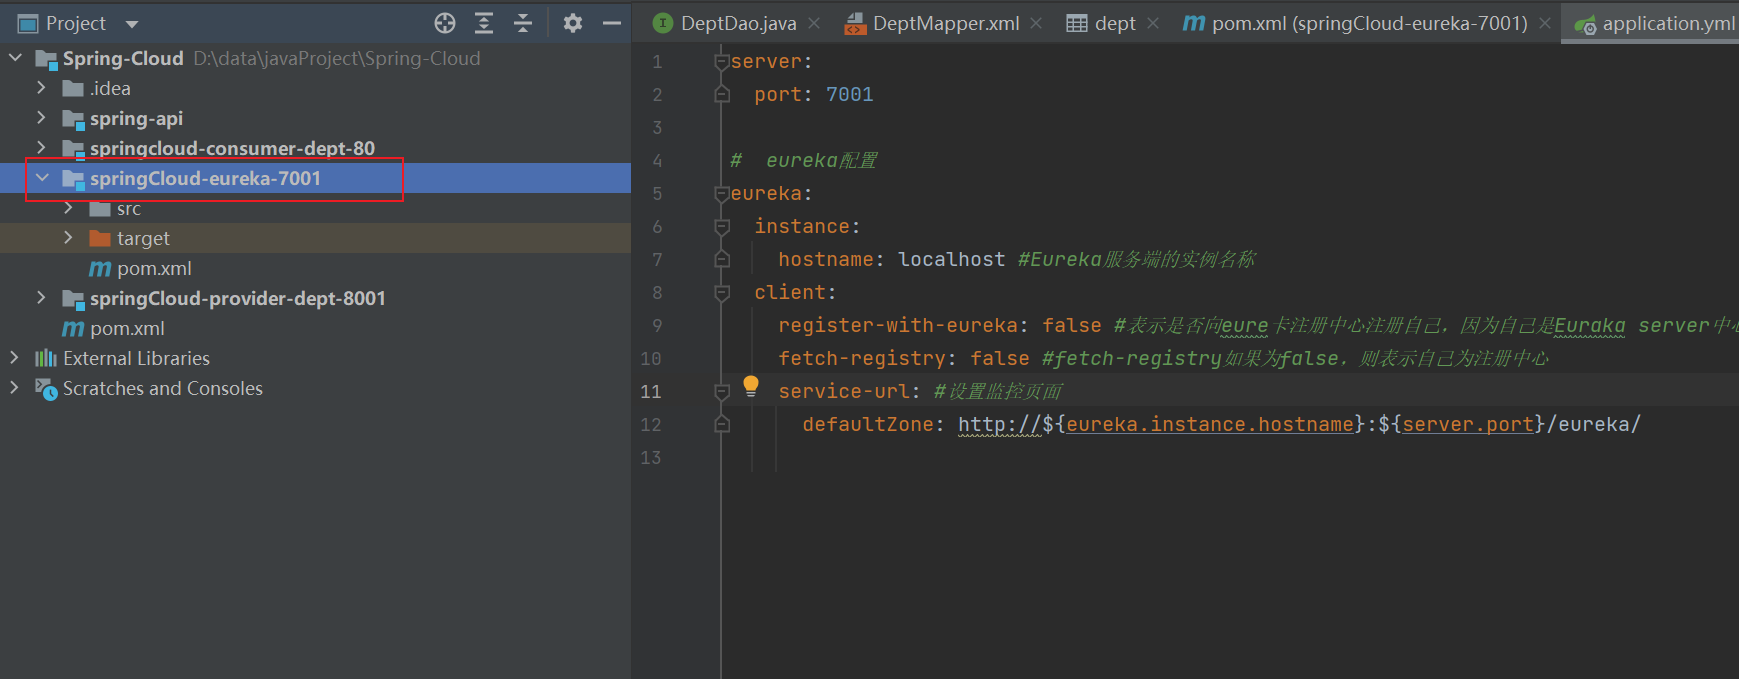 Project
Spring-Cloud D:\data\javaProject\Spring-Cloud
.idea
spring-api
springcloud-consumer-dept-80
springCloud-eureka-7001
src
target
pom.xml
springCloud-provider-dept-8001
pom.xml
External Libraries
Scratches and Consoles
DeptDao.java DeptMapper.xml dept pom.xml (springCloud-eureka-7001) application.yml
1 server:
2 port: 7001
3
4 # eureka配置
5 eureka:
6 instance:
7 hostname: localhost #Eureka服务端的实例名称
8 client:
9 register-with-eureka: false #表示是否向eure卡注册中心注册自己，因为自己是Euraka server中心
10 fetch-registry: false #fetch-registry如果为false，则表示自己为注册中心
11 service-url: #设置监控页面
12 defaultZone: http://${eureka.instance.hostname}:${server.port}/eureka/
13